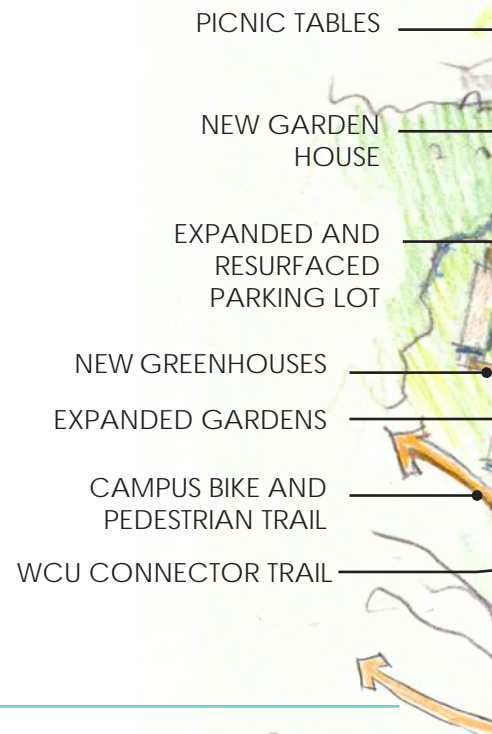 PICNIC TABLES
NEW GARDEN
HOUSE
EXPANDED AND
RESURFACED
PARKING LOT
NEW GREENHOUSES
EXPANDED GARDENS
CAMPUS BIKE AND
PEDESTRIAN TRAIL
WCU CONNECTOR TRAIL